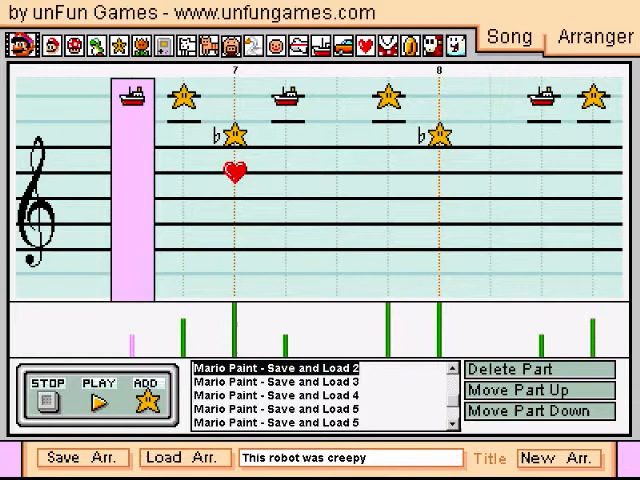 by unFun Games - www.unfungames.com
Song
Arranger
7
8
STOP
PLAY
ADD
Mario Paint - Save and Load 2
Mario Paint - Save and Load 3
Mario Paint - Save and Load 4
Mario Paint - Save and Load 5
Mario Paint - Save and Load 5
Delete Part
Move Part Up
Move Part Down
Save Arr.
Load Arr.
This robot was creepy
Title
New Arr.